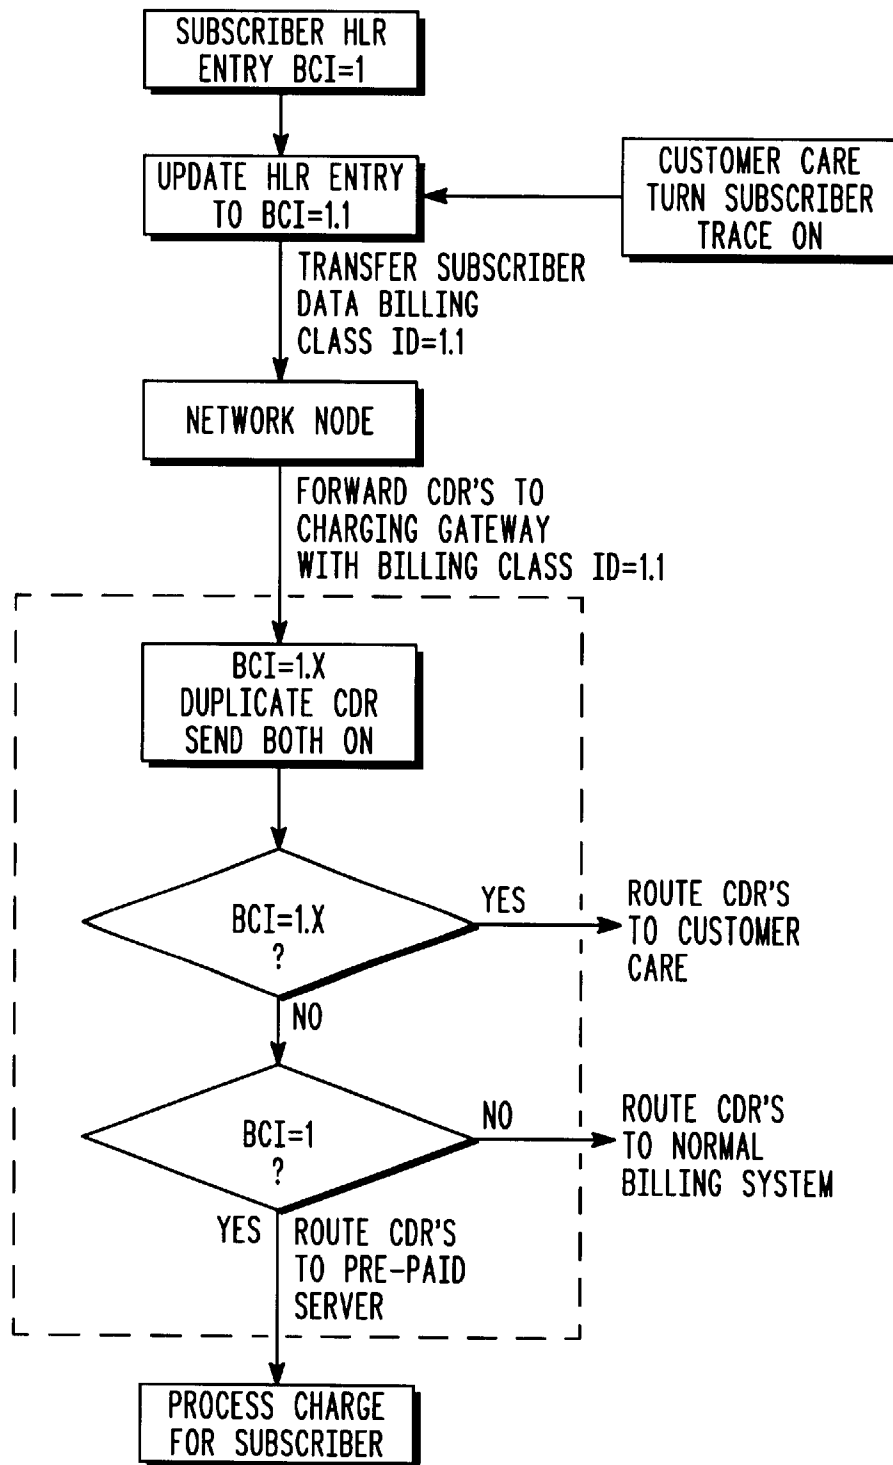 SUBSCRIBER HLR
ENTRY BCI=1
UPDATE HLR ENTRY
TO BCI=1.1
CUSTOMER CARE
TURN SUBSCRIBER
TRACE ON
TRANSFER SUBSCRIBER
DATA BILLING
CLASS ID=1.1
NETWORK NODE
FORWARD CDR'S TO
CHARGING GATEWAY
WITH BILLING CLASS ID=1.1
BCI=1.X
DUPLICATE CDR
SEND BOTH ON
BCI=1.X
?
YES
ROUTE CDR'S
TO CUSTOMER
CARE
NO
BCI=1
?
NO
ROUTE CDR'S
TO NORMAL
BILLING SYSTEM
YES
ROUTE CDR'S
TO PRE-PAID
SERVER
PROCESS CHARGE
FOR SUBSCRIBER